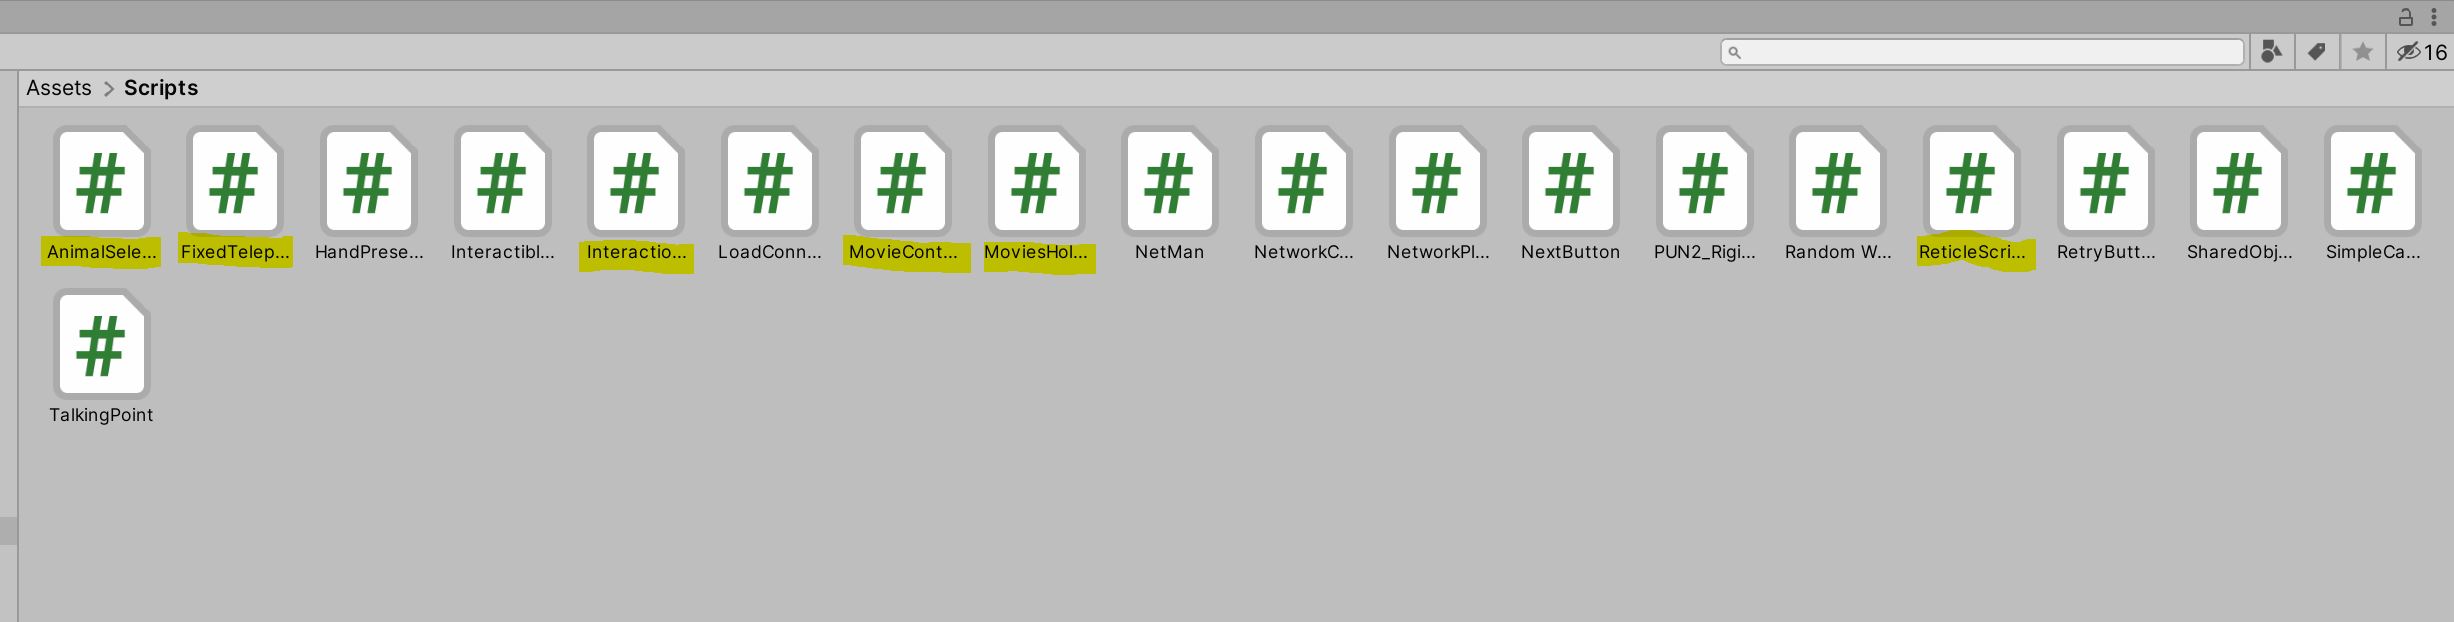 16
Assets > Scripts
AnimalSele... FixedTelep... HandPrese... Interactibl... Interactio... LoadConn... MovieCont... MoviesHol... NetMan NetworkC... NetworkPl... NextButton PUN2_Rigi... Random W... ReticleScri... RetryButt... SharedObj... SimpleCa...
TalkingPoint